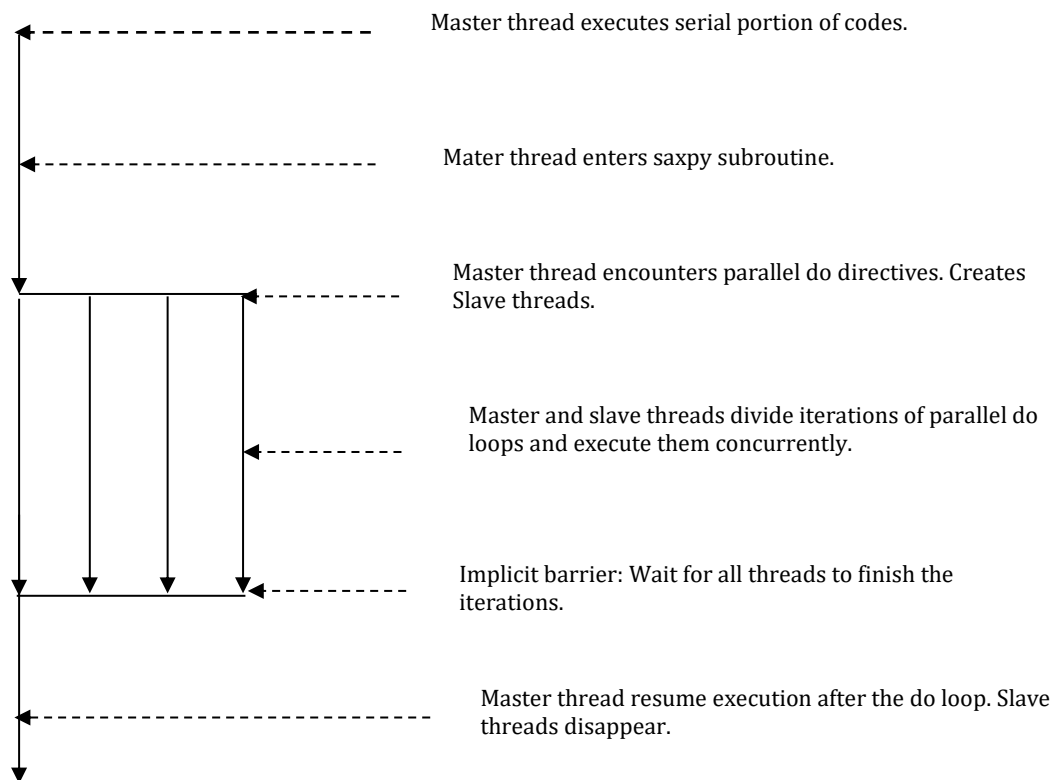 Master thread executes serial portion of codes.
Mater thread enters saxpy subroutine.
Master thread encounters parallel do directives. Creates
Slave threads.
Master and slave threads divide iterations of parallel do
loops and execute them concurrently.
Implicit barrier: Wait for all threads to finish the
iterations.
Master thread resume execution after the do loop. Slave
threads disappear.